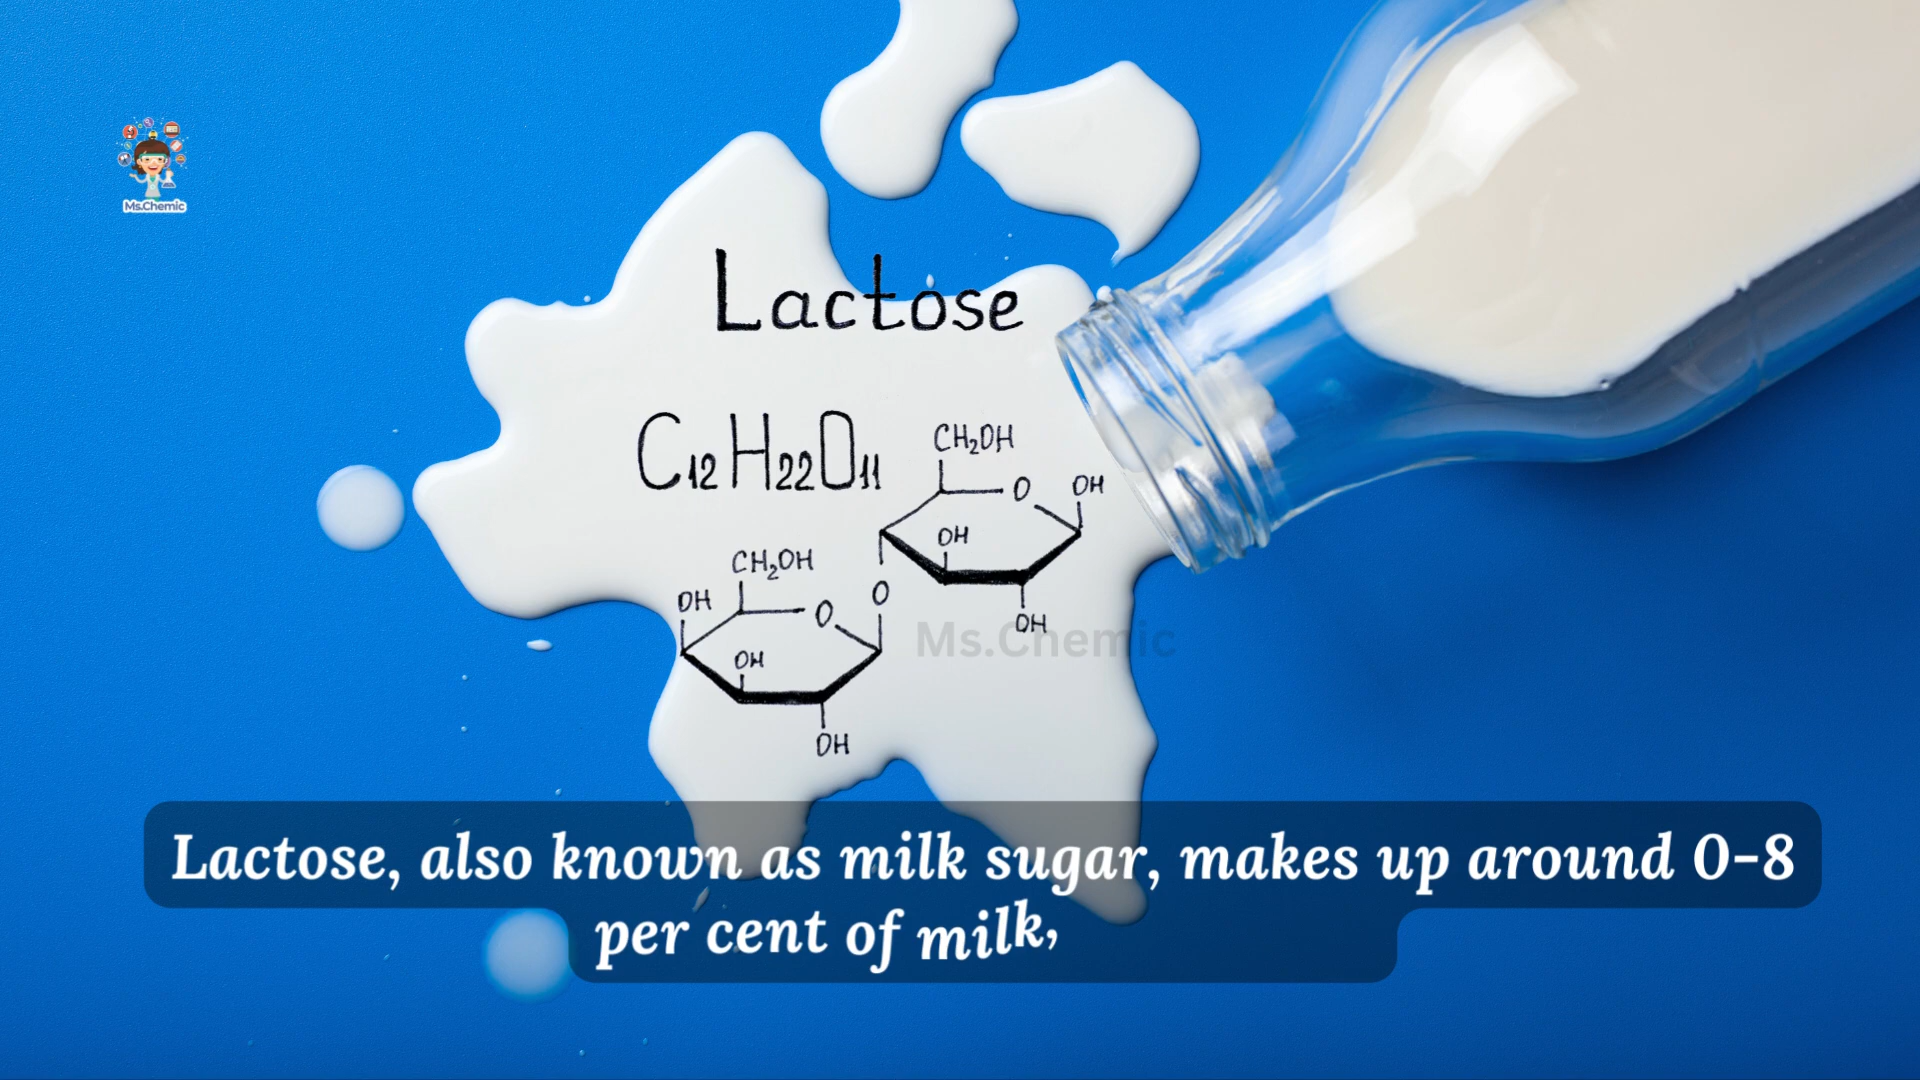 Ms.Chemic
Lactose
C12H22O11
CH2OH
O
OH
OH
OH
O
CH2OH
OH
O
OH
OH
Ms.Chemic
Lactose, also known as milk sugar, makes up around 0-8
per cent of milk,